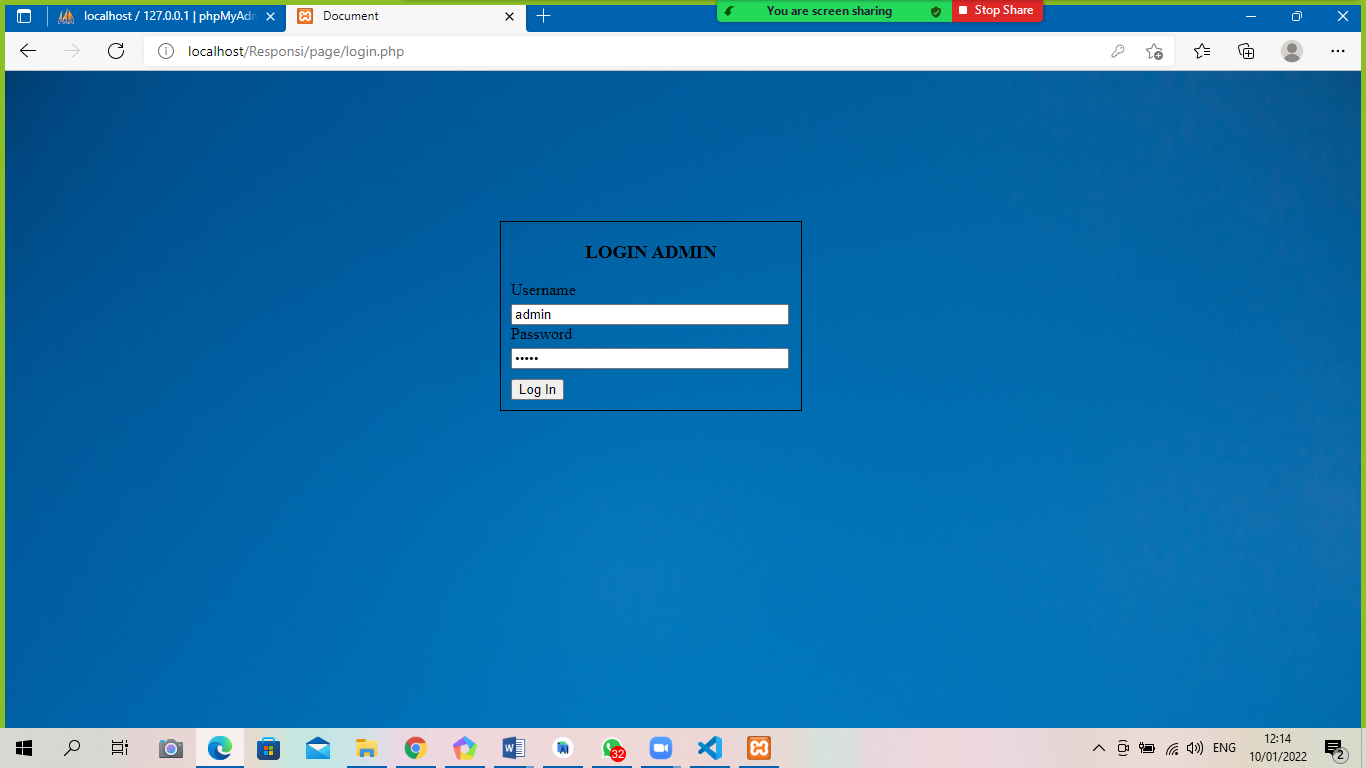 localhost / 127.0.0.1 | phpMyAdm
Document
You are screen sharing
Stop Share
localhost/Responsi/page/login.php
LOGIN ADMIN
Username
admin
Password
•••••
Log In
32
ENG
12:14
10/01/2022
2